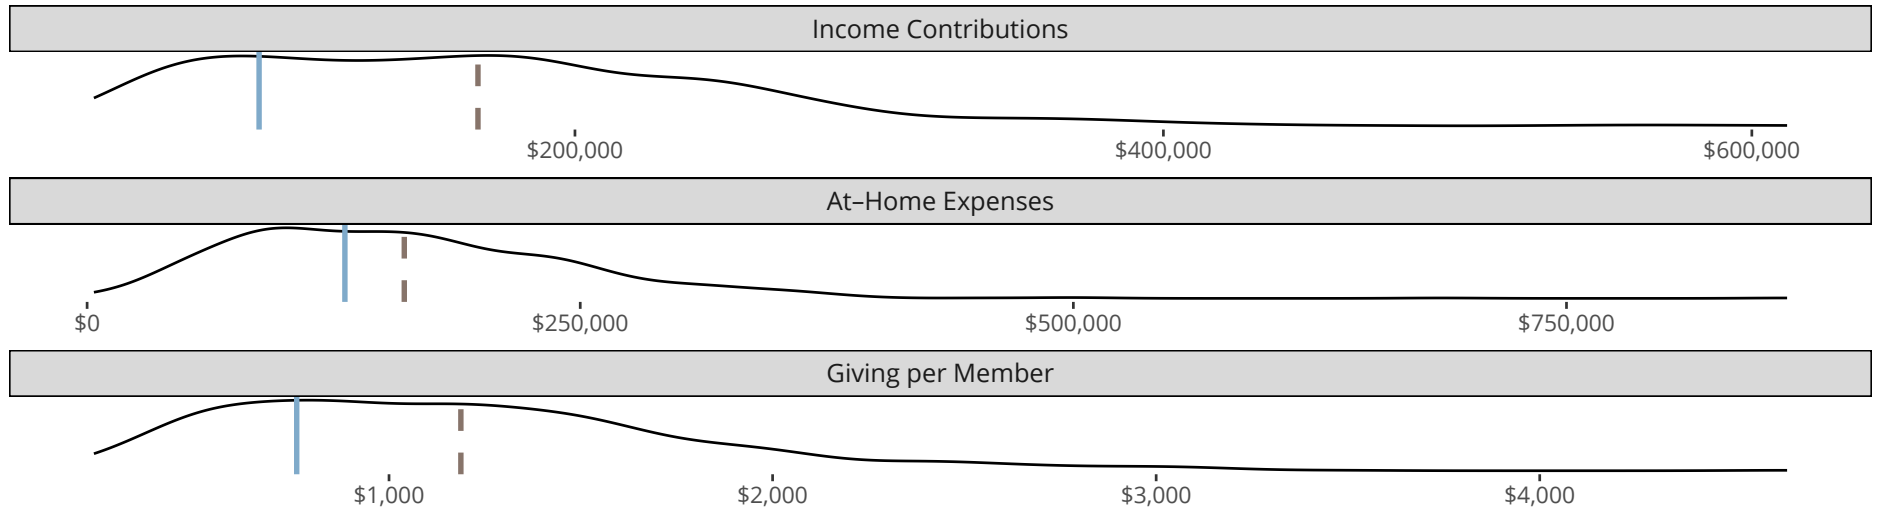 Income Contributions
$200,000 $400,000 $600,000
At–Home Expenses
$0 $250,000 $500,000 $750,000
Giving per Member
$1,000 $2,000 $3,000 $4,000